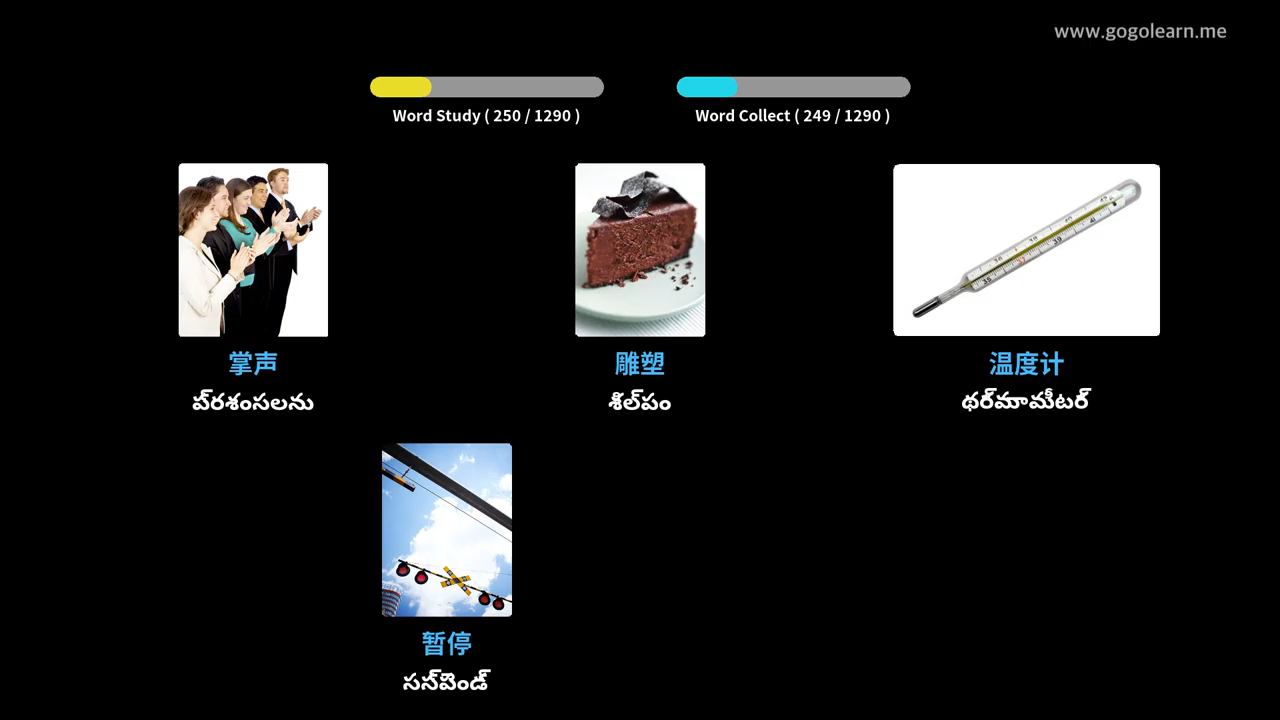 www.gogolearn.me
Word Study ( 250 / 1290 )
Word Collect ( 249 / 1290 )
掌声
雕塑
温度计
ప్రశంసలను
శిల్పం
థర్మామీటర్
暂停
సస్పెండ్